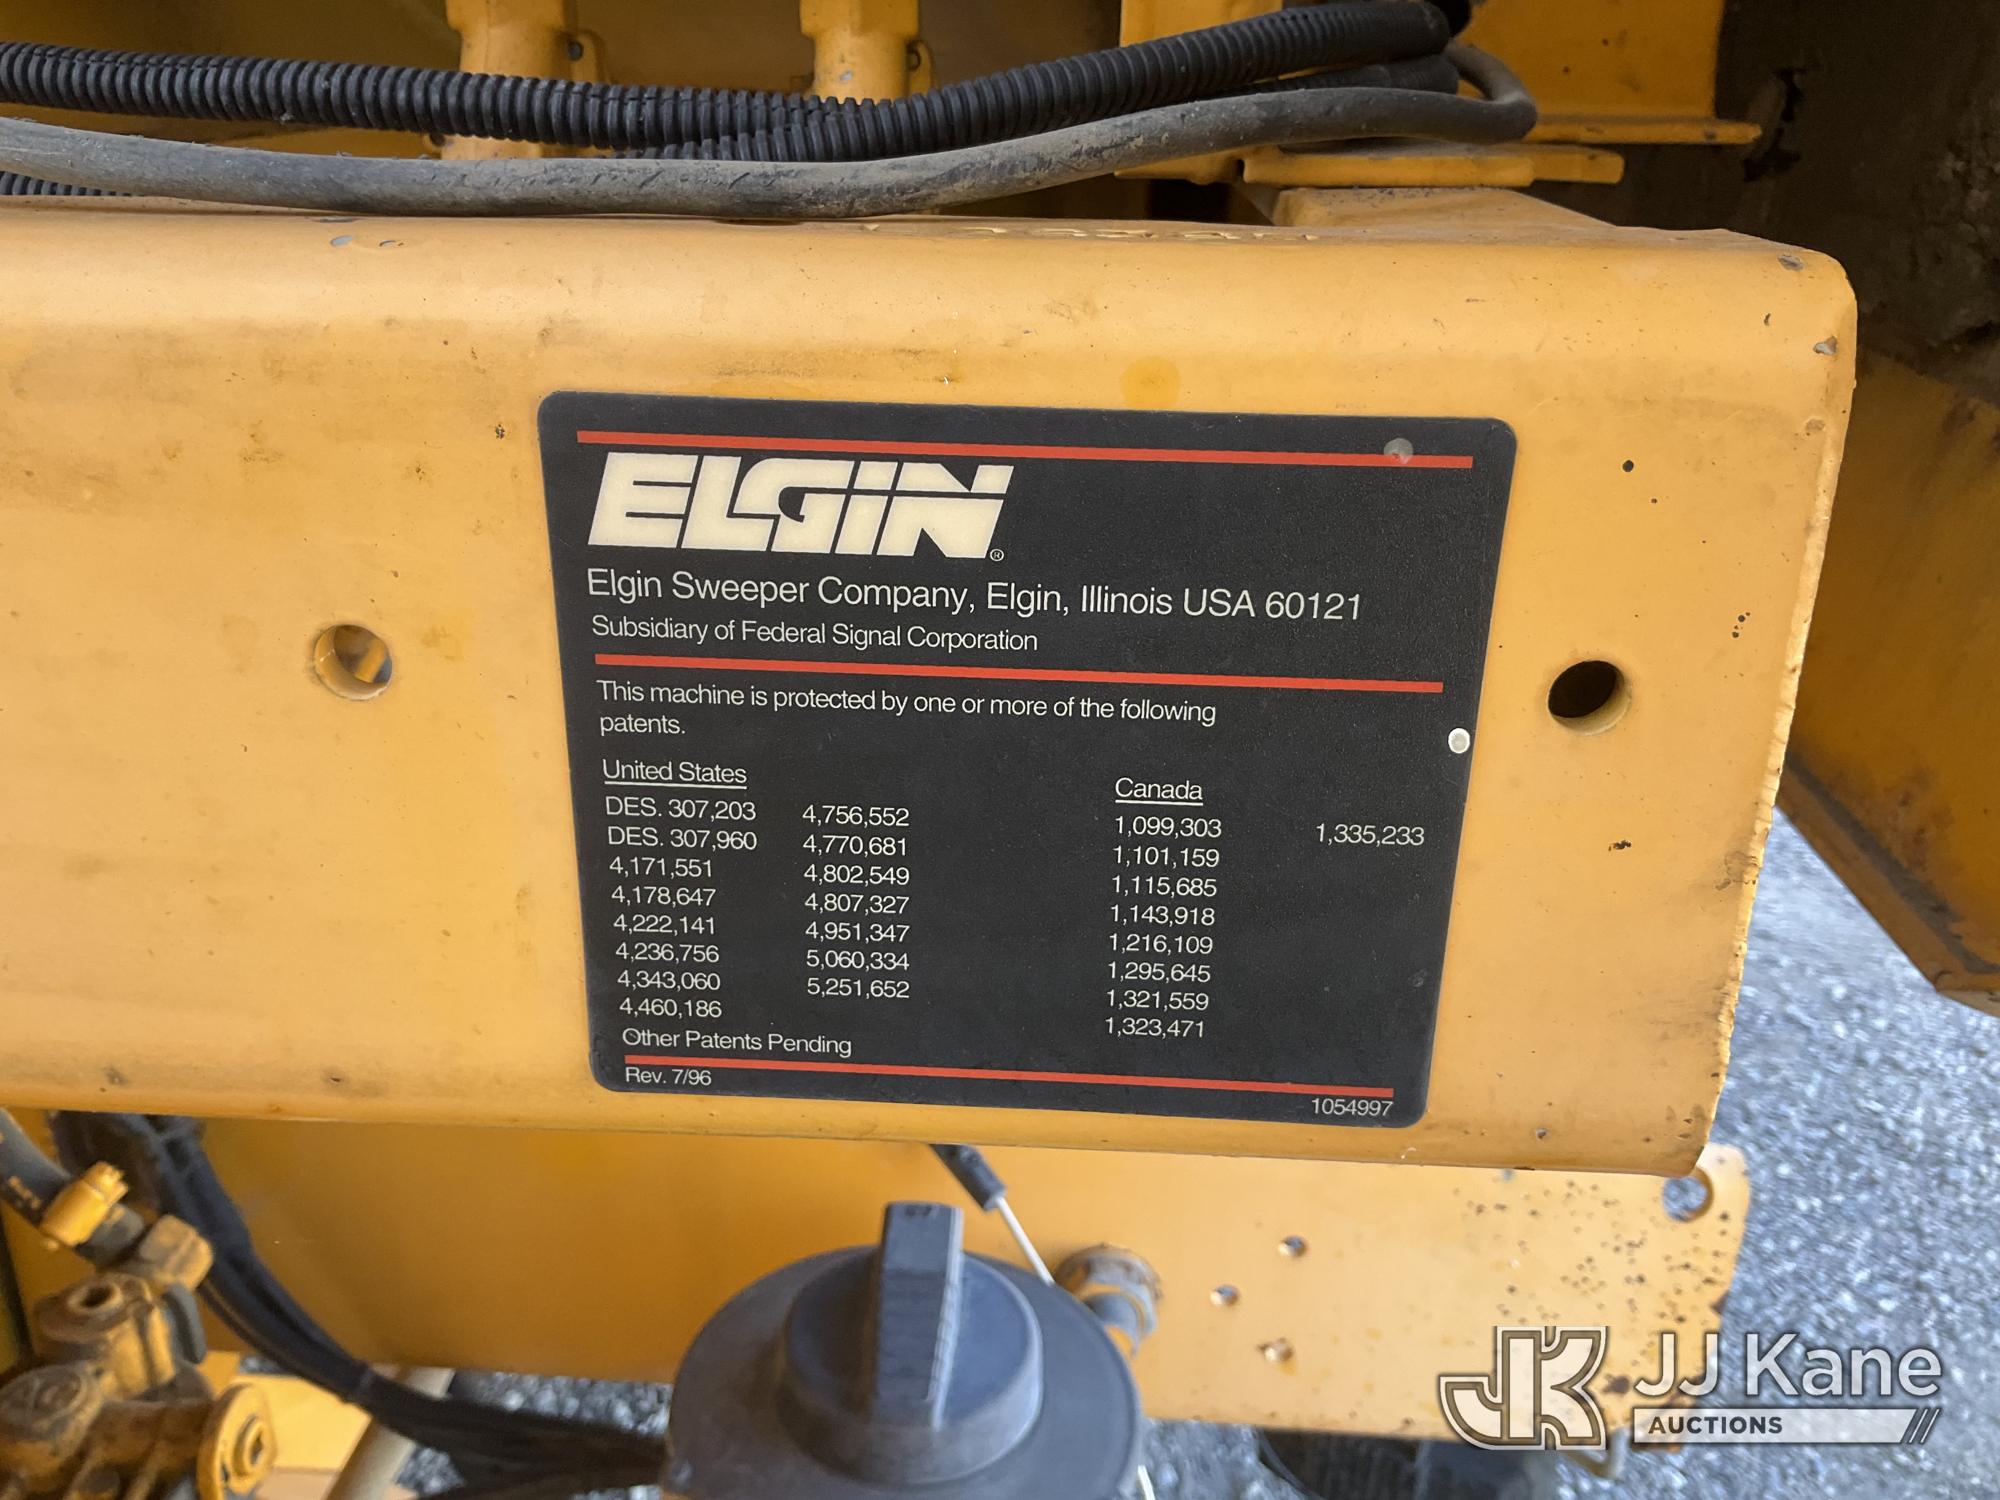 ELGIN®
Elgin Sweeper Company, Elgin, Illinois USA 60121
Subsidiary of Federal Signal Corporation
This machine is protected by one or more of the following
patents.
United States
DES. 307,203
DES. 307,960
4,171,551
4,178,647
4,222,141
4,236,756
4,343,060
4,460,186
4,756,552
4,770,681
4,802,549
4,807,327
4,951,347
5,060,334
5,251,652
Canada
1,099,303
1,101,159
1,115,685
1,143,918
1,216,109
1,295,645
1,321,559
1,323,471
1,335,233
Other Patents Pending
Rev. 7/96
1054997
JK
JJ Kane
AUCTIONS